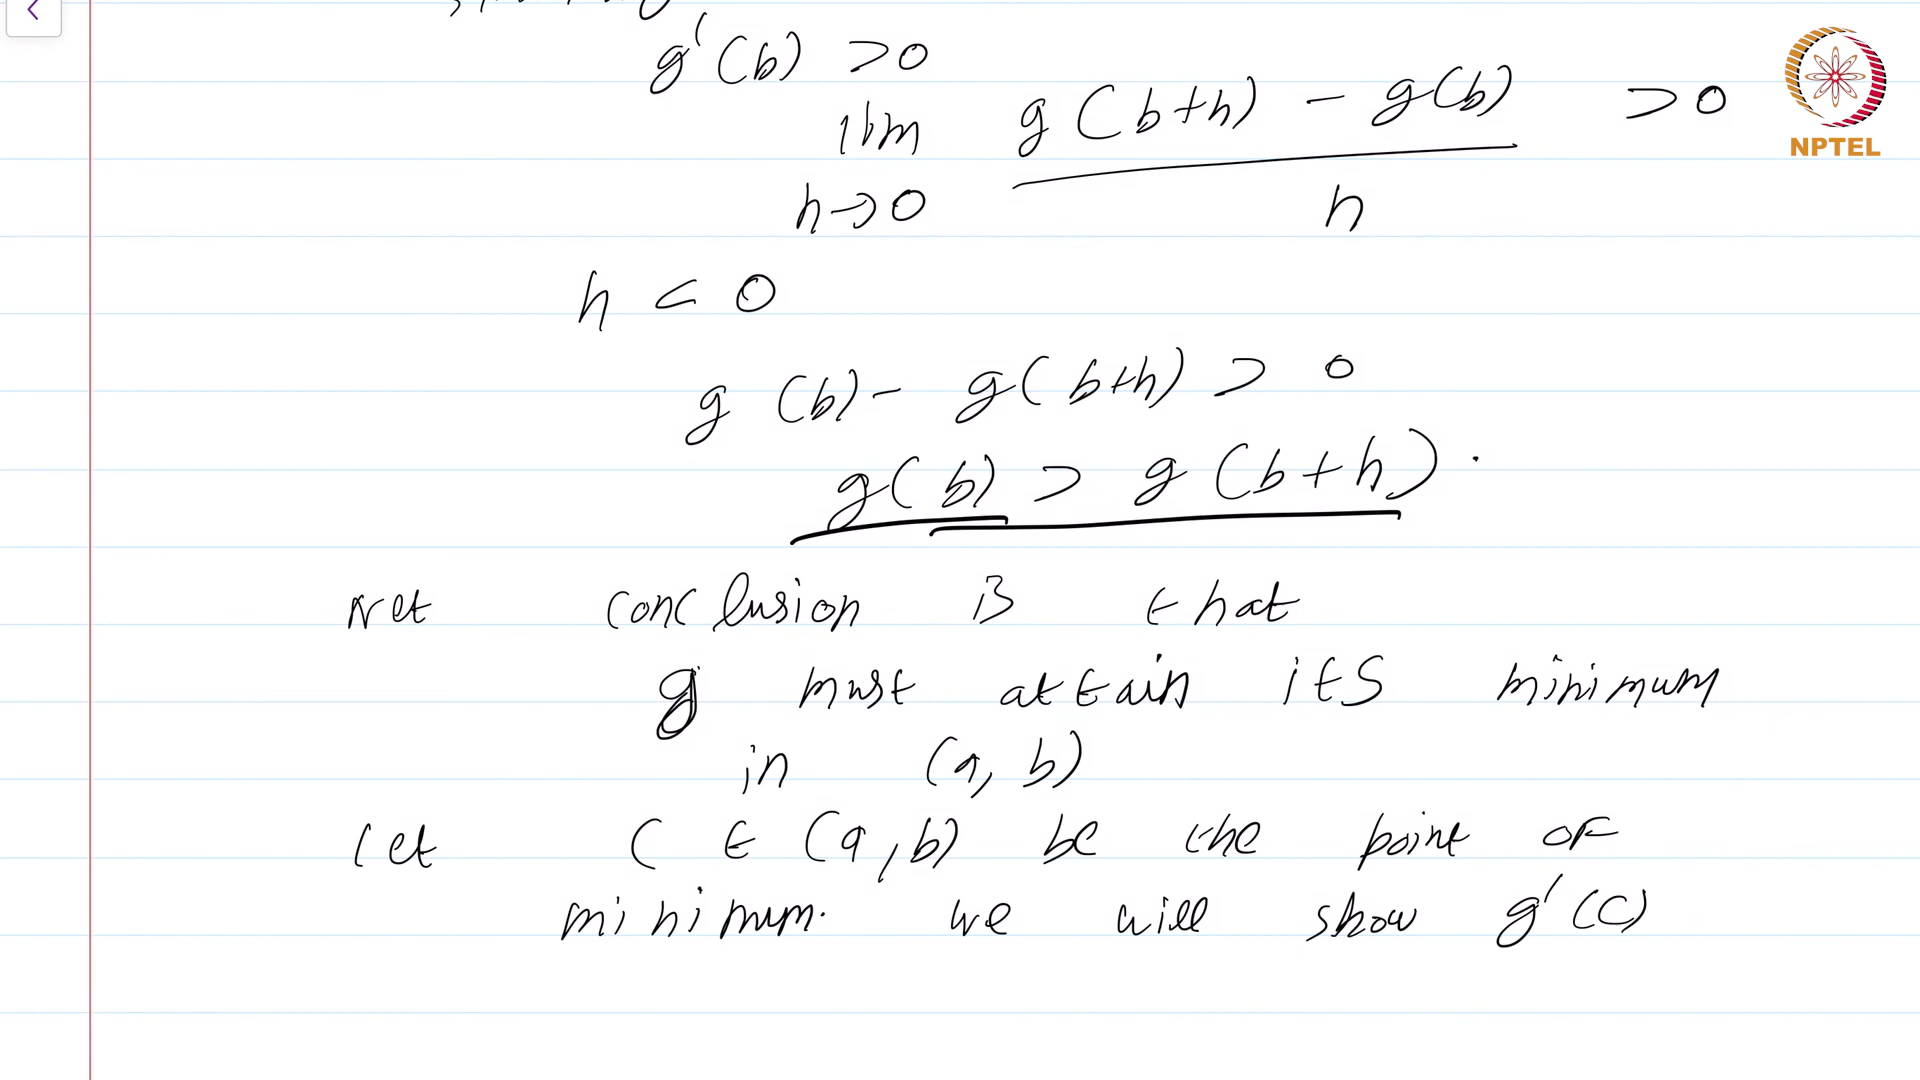 g'(b) > 0
lim g(b+h) - g(b) > 0
h→0 h
NPTEL
h < 0
g(b) - g(b+h) > 0
g(b) > g(b+h).
Net conclusion is that
g must attain its minimum
in (a, b)
let c ∈ (a, b) be the point of
minimum. we will show g'(c)